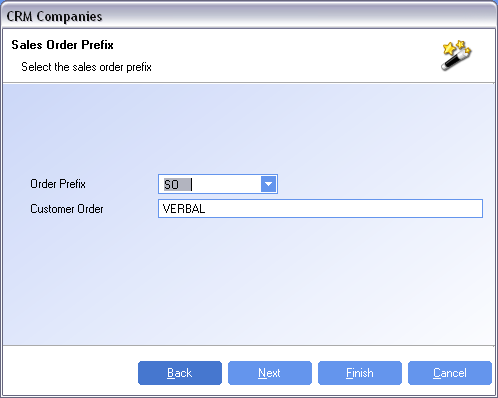 CRM Companies
Sales Order Prefix
Select the sales order prefix
Order Prefix SO
Customer Order VERBAL
Back Next Finish Cancel